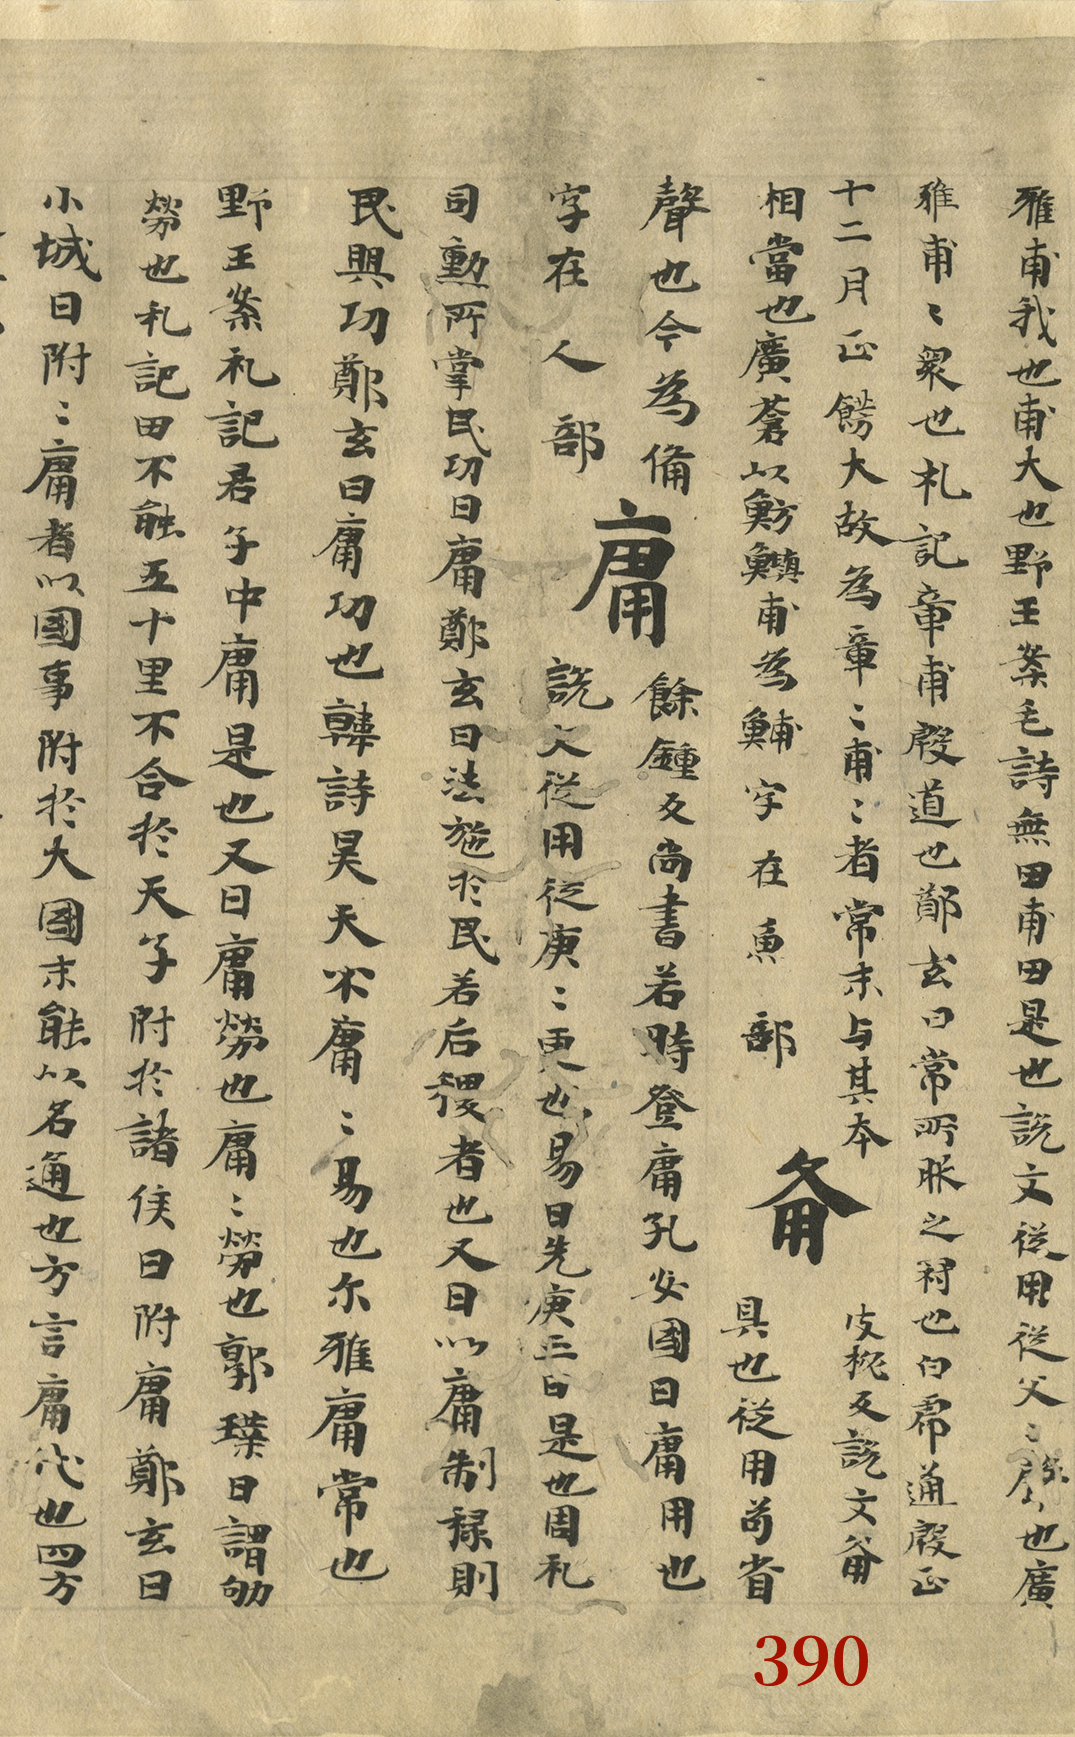 雅甫我也甫大也野王案毛詩無田甫田是也說文從用從父〻聲也廣
雅甫〻衆也礼記章甫殷道也鄭玄曰常所服之冠也白虎通殷正
十二月正飾大故為章〻甫〻者常未与其本
相當也廣蒼以魴鱮甫為鯆字在魚部
𤰇 皮秘反說文𤰇
具也從用苟省
聲也今為備
字在人部
庸 餘鍾反尚書若時登庸孔安國曰庸用也
說文從用從庚〻更也易曰先庚三日是也周礼
司勳所掌民功曰庸鄭玄曰法施於民若后稷者也又曰以庸制祿則
民興功鄭玄曰庸功也韓詩昊天不庸〻易也尔雅庸常也
野王案礼記君子中庸是也又曰庸勞也庸〻勞也郭璞曰謂劬
勞也礼記田不能五十里不合於天子附於諸侯曰附庸鄭玄曰
小城曰附〻庸者以國事附於大國未能以名通也方言庸代也四方
390